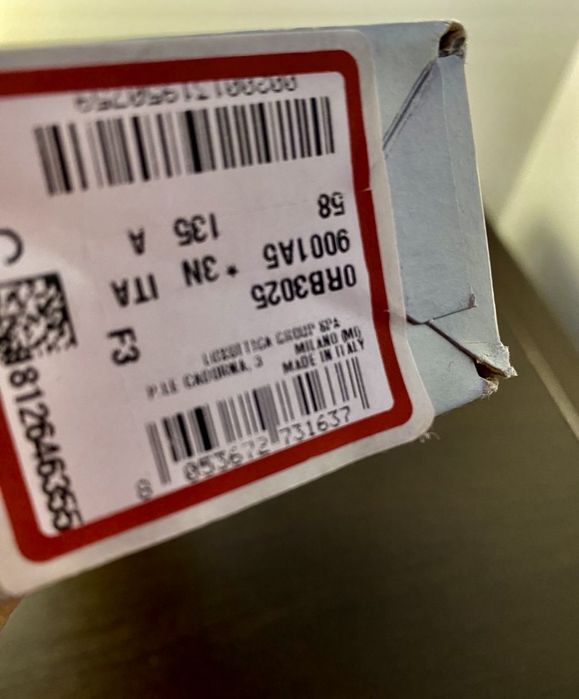 0RB3025 F3
9001A5 * 3N ITA
58 135 A
LUXOTTICA GROUP SPA
P.LE CADORNA, 3 MILANO (MI)
MADE IN ITALY
8 053672 731637